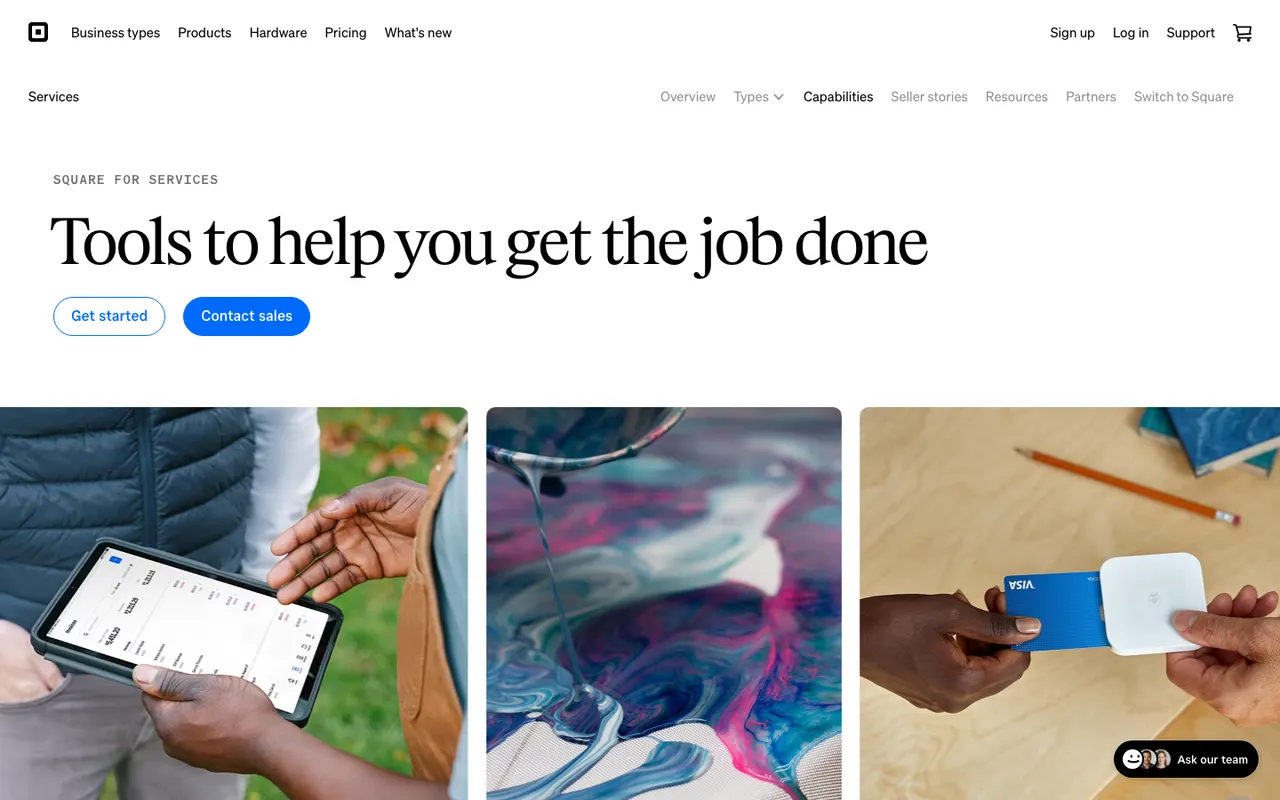 Business types Products Hardware Pricing What's new Sign up Log in Support
Services Overview Types Capabilities Seller stories Resources Partners Switch to Square
SQUARE FOR SERVICES
Tools to help you get the job done
Get started Contact sales
VISA
Ask our team